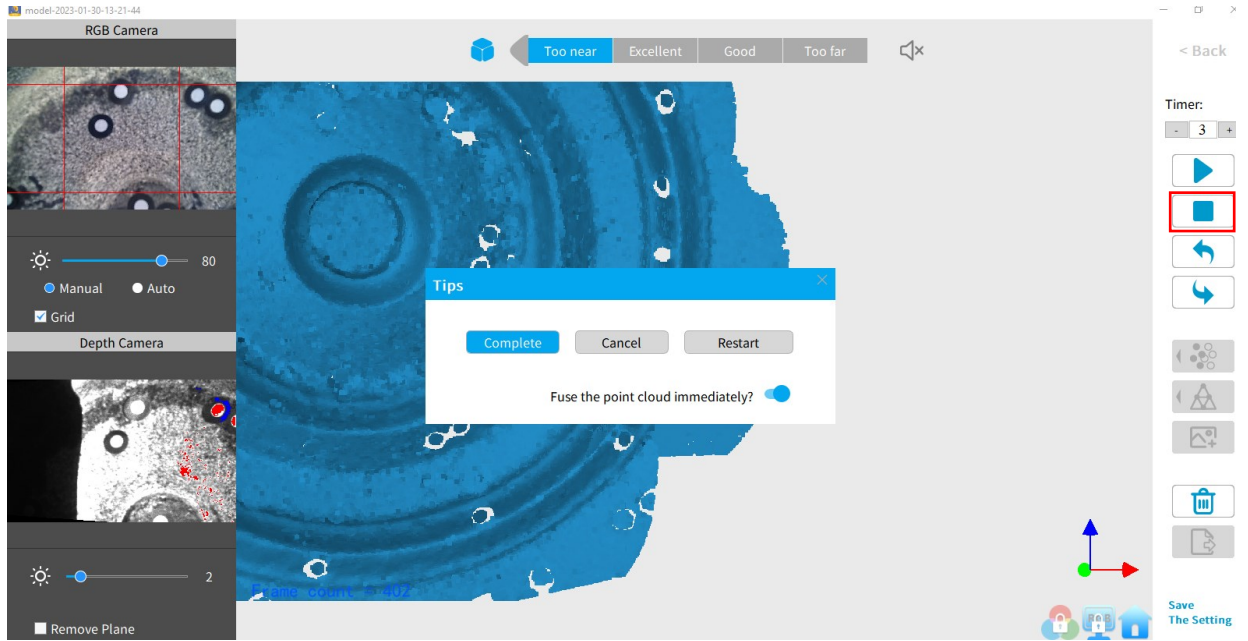 model-2023-01-30-13-21-44
RGB Camera
Too near
Excellent
Good
Too far
< Back
Timer:
- 3 +
80
Manual
Auto
Grid
Depth Camera
Tips
Complete
Cancel
Restart
Fuse the point cloud immediately?
2
Remove Plane
Frame count = 402
Save
The Setting